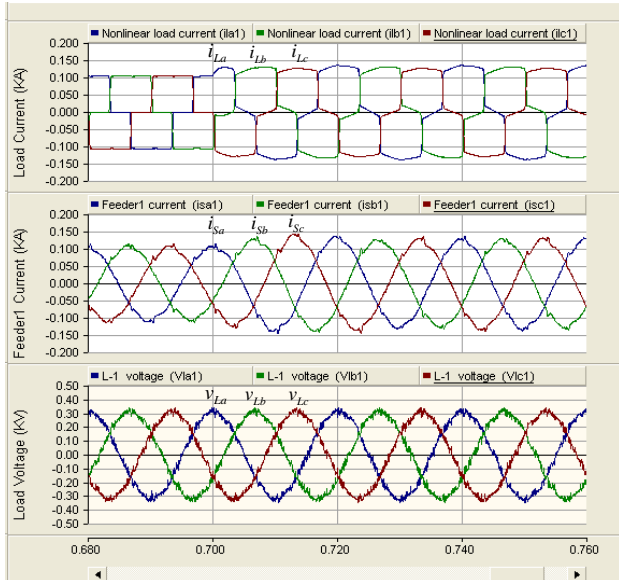 Nonlinear load current (ila1) Nonlinear load current (ilb1) Nonlinear load current (ilc1)
Load Current (KA)
0.200
0.150
0.100
0.050
0.000
-0.050
-0.100
-0.150
-0.200
iLa iLb iLc
Feeder1 current (isa1) Feeder1 current (isb1) Feeder1 current (isc1)
Feeder1 Current (KA)
0.200
0.150
0.100
0.050
0.000
-0.050
-0.100
-0.150
-0.200
iSa iSb iSc
L-1 voltage (Vla1) L-1 voltage (Vlb1) L-1 voltage (Vlc1)
Load Voltage (KV)
0.50
0.40
0.30
0.20
0.10
0.00
-0.10
-0.20
-0.30
-0.40
-0.50
vLa vLb vLc
0.680 0.700 0.720 0.740 0.760